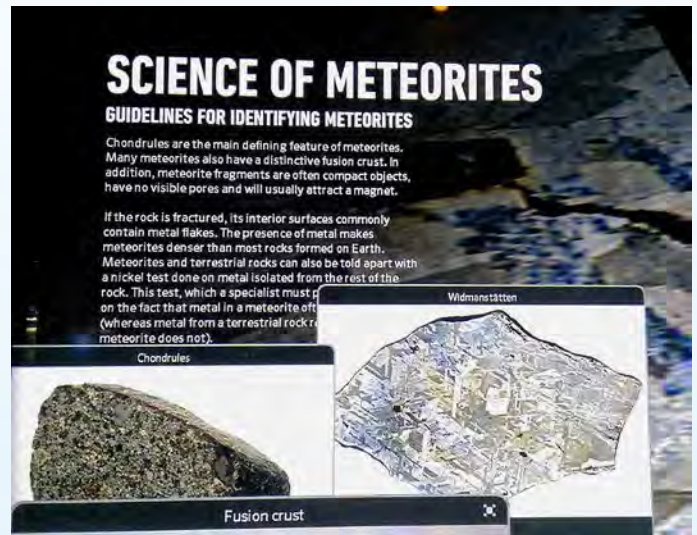 SCIENCE OF METEORITES
GUIDELINES FOR IDENTIFYING METEORITES
Chondrules are the main defining feature of meteorites.
Many meteorites also have a distinctive fusion crust. In
addition, meteorite fragments are often compact objects,
have no visible pores and will usually attract a magnet.
If the rock is fractured, its interior surfaces commonly
contain metal flakes. The presence of metal makes
meteorites denser than most rocks formed on Earth.
Meteorites and terrestrial rocks can also be told apart with
a nickel test done on metal isolated from the rest of the
rock. This test, which a specialist must
on the fact that metal in a meteorite
(whereas metal from a terrestrial rock
meteorite does not).
Widmanstätten
Chondrules
Fusion crust